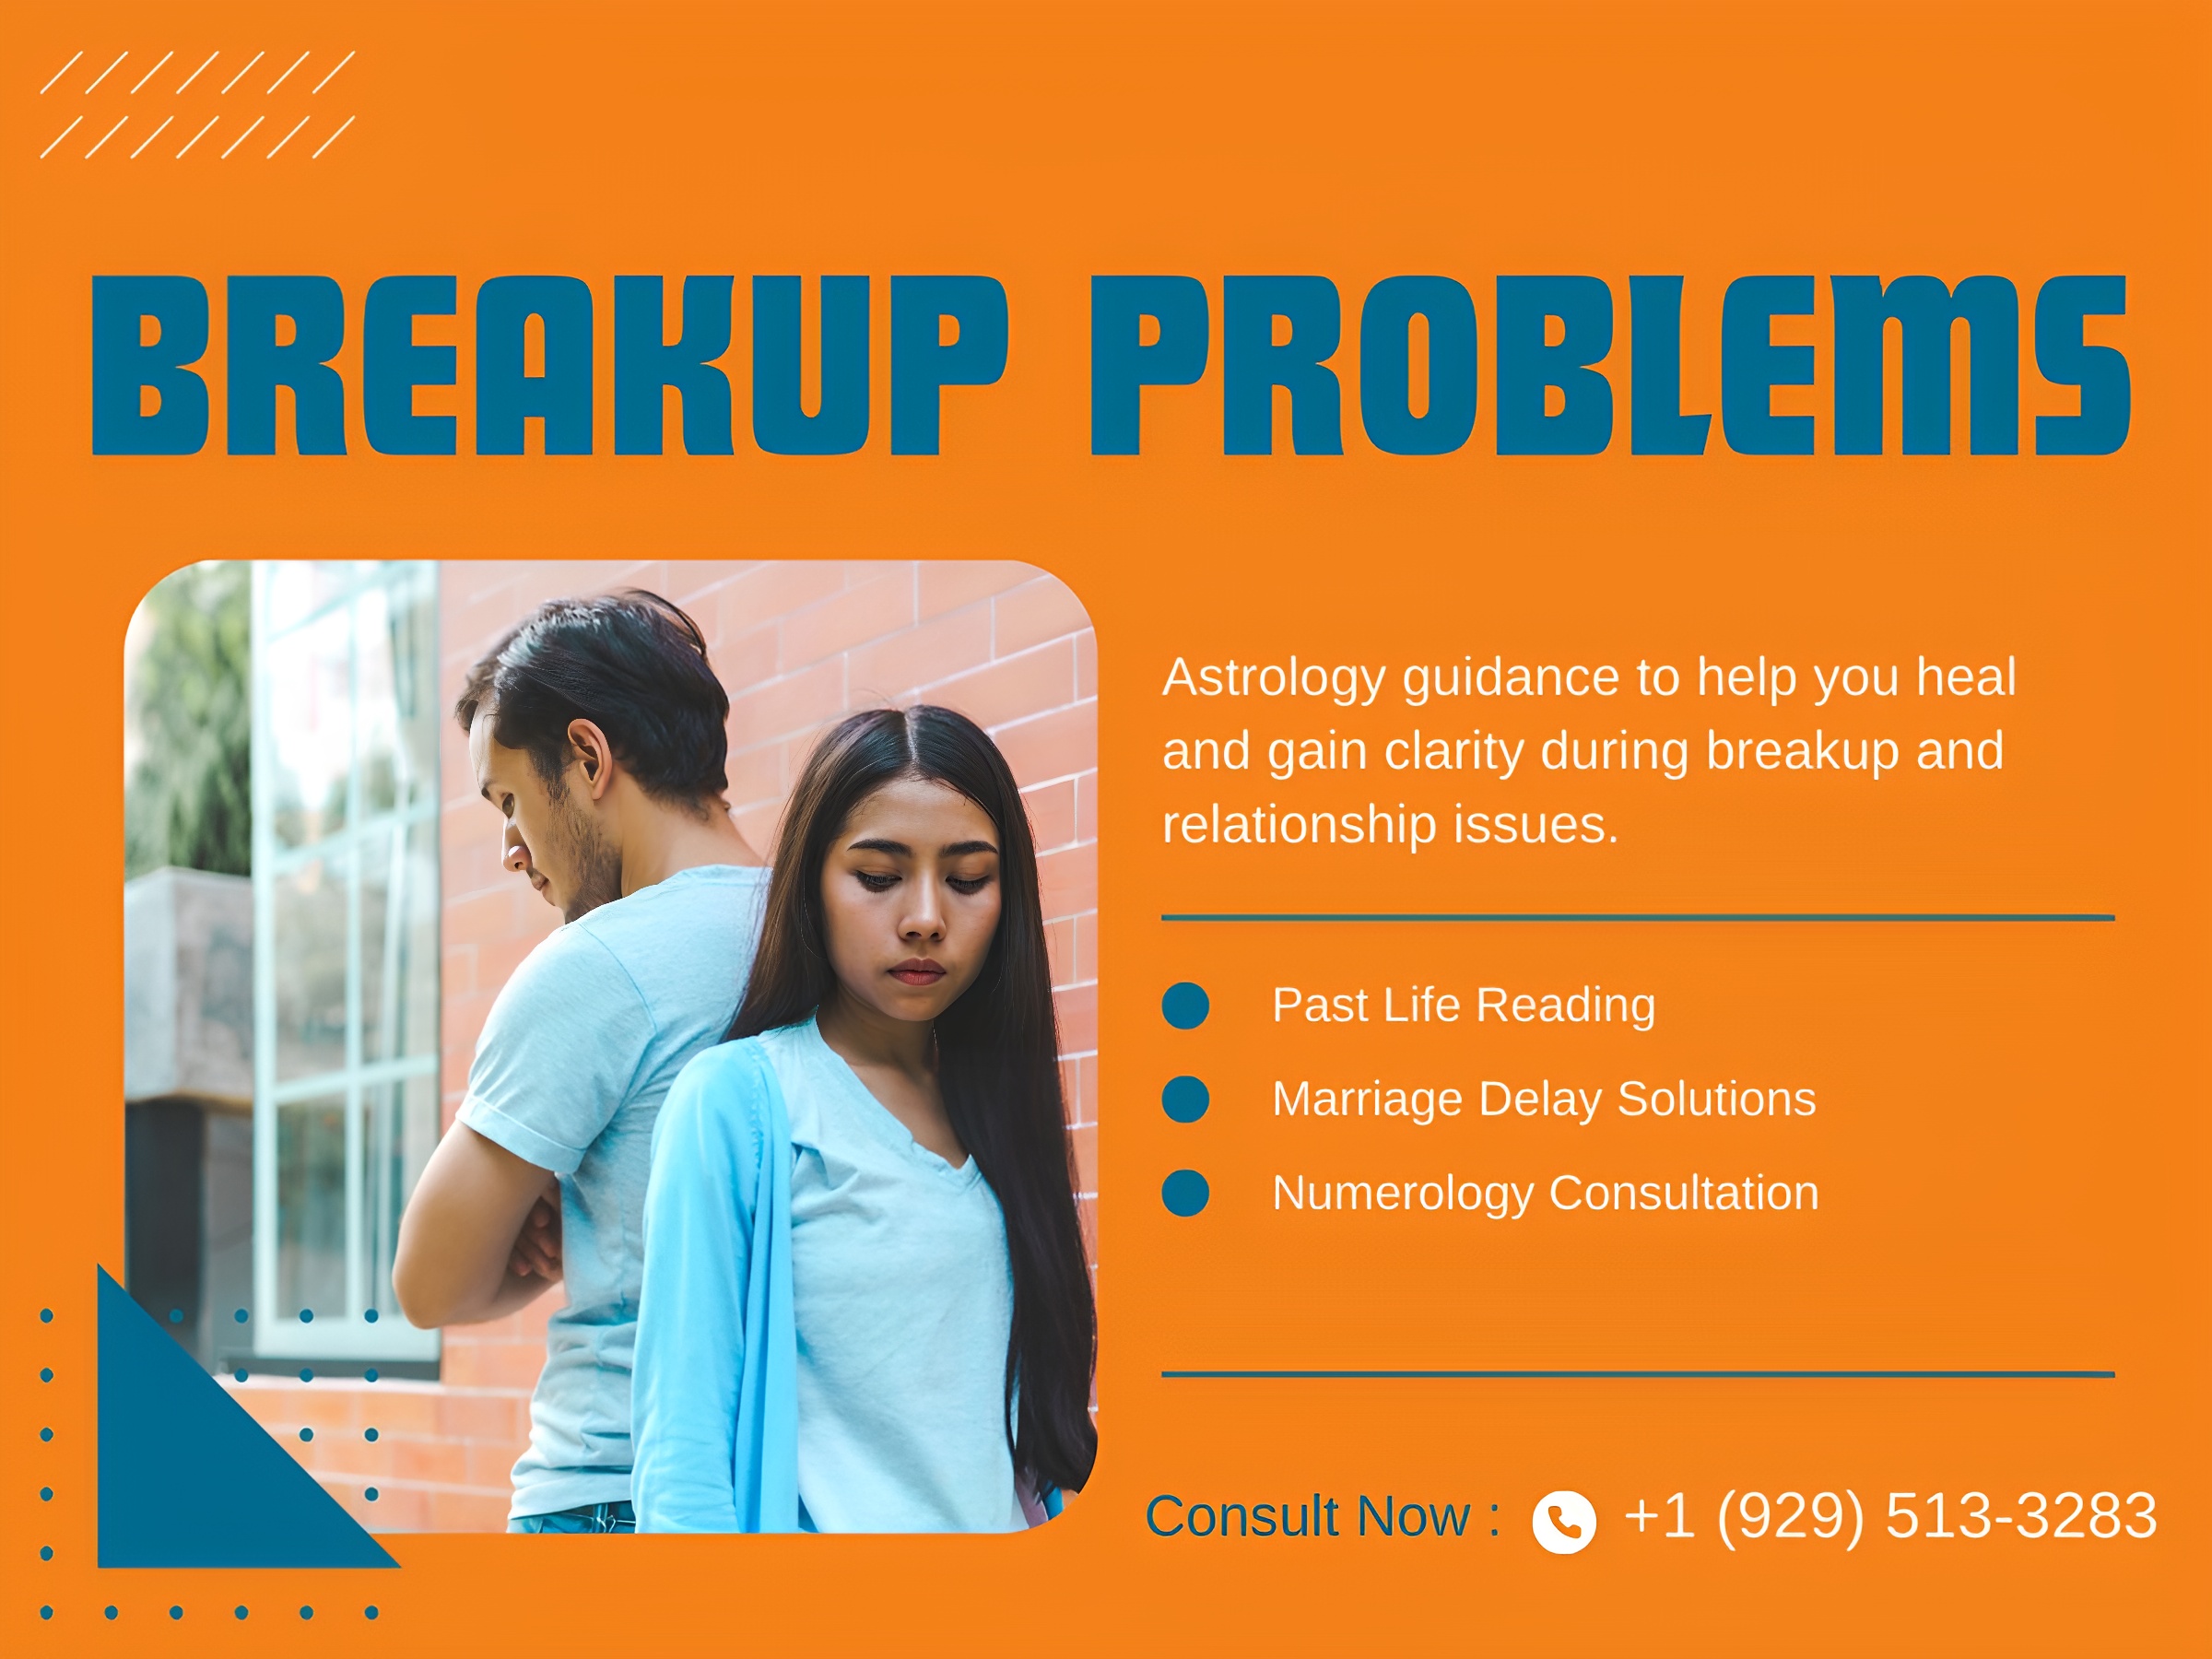 BREAKUP PROBLEMS
Astrology guidance to help you heal
and gain clarity during breakup and
relationship issues.
Past Life Reading
Marriage Delay Solutions
Numerology Consultation
Consult Now : +1 (929) 513-3283